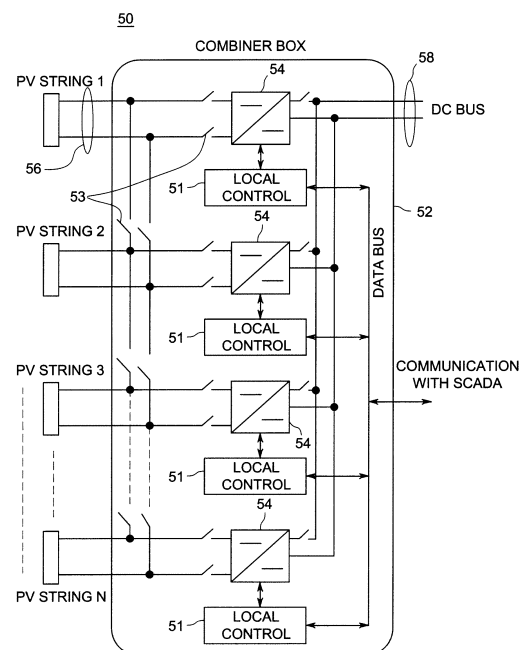 50
COMBINER BOX
PV STRING 1
54
58
DC BUS
56
53
51
LOCAL
CONTROL
52
DATA BUS
PV STRING 2
54
51
LOCAL
CONTROL
COMMUNICATION
WITH SCADA
PV STRING 3
54
51
LOCAL
CONTROL
54
PV STRING N
51
LOCAL
CONTROL